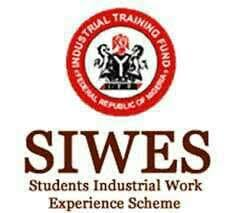 INDUSTRIAL TRAINING FUND
FEDERAL REPUBLIC OF NIGERIA
SIWES
Students Industrial Work
Experience Scheme